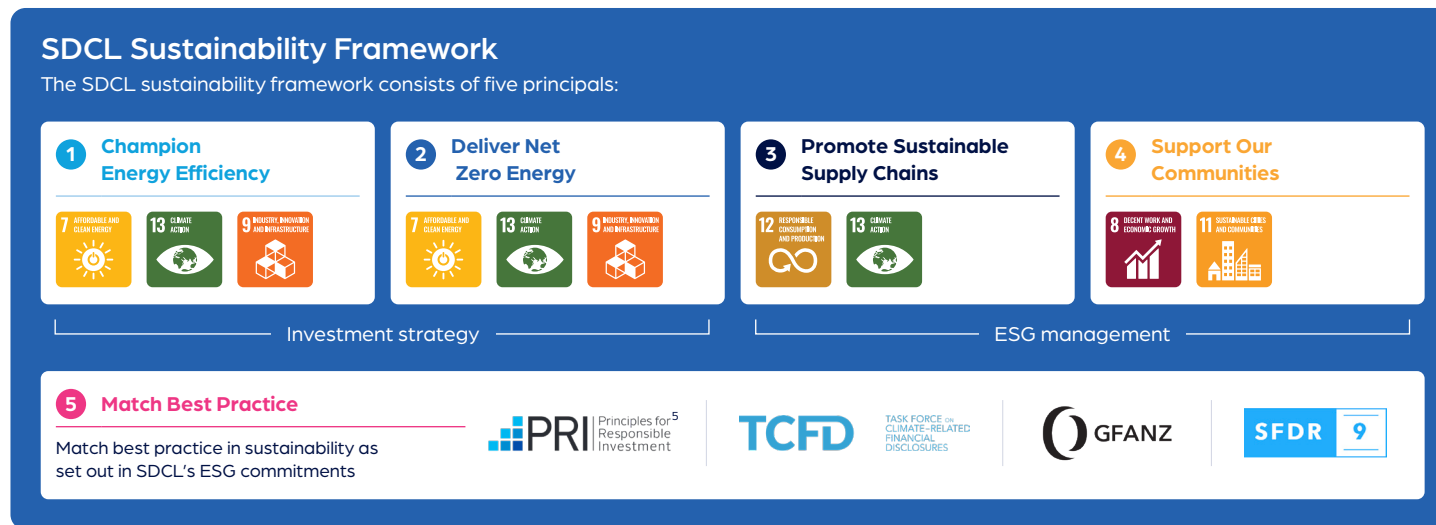 SDCL Sustainability Framework
The SDCL sustainability framework consists of five principals:
1 Champion
Energy Efficiency
7 AFFORDABLE AND
CLEAN ENERGY
13 CLIMATE
ACTION
9 INDUSTRY, INNOVATION
AND INFRASTRUCTURE
2 Deliver Net
Zero Energy
7 AFFORDABLE AND
CLEAN ENERGY
13 CLIMATE
ACTION
9 INDUSTRY, INNOVATION
AND INFRASTRUCTURE
3 Promote Sustainable
Supply Chains
12 RESPONSIBLE
CONSUMPTION
AND PRODUCTION
13 CLIMATE
ACTION
4 Support Our
Communities
8 DECENT WORK AND
ECONOMIC GROWTH
11 SUSTAINABLE CITIES
AND COMMUNITIES
Investment strategy
ESG management
5 Match Best Practice
Match best practice in sustainability as
set out in SDCL’s ESG commitments
PRI
Principles for5
Responsible
Investment
TCFD
TASK FORCE ON
CLIMATE-RELATED
FINANCIAL
DISCLOSURES
GFANZ
SFDR 9